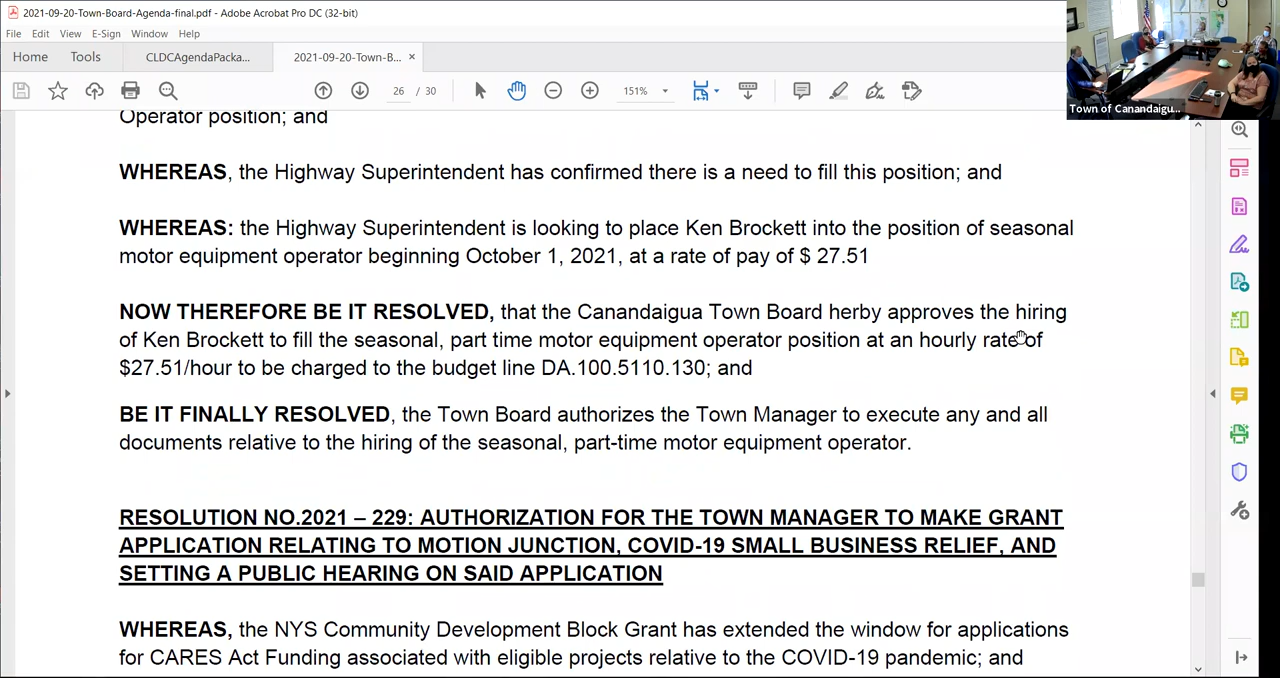 2021-09-20-Town-Board-Agenda-final.pdf - Adobe Acrobat Pro DC (32-bit)
File Edit View E-Sign Window Help
Home Tools CLDCAgendaPacka... 2021-09-20-Town-B... ×
26 / 30 151%
Town of Canandaigu...
Operator position; and
WHEREAS, the Highway Superintendent has confirmed there is a need to fill this position; and
WHEREAS: the Highway Superintendent is looking to place Ken Brockett into the position of seasonal
motor equipment operator beginning October 1, 2021, at a rate of pay of $ 27.51
NOW THEREFORE BE IT RESOLVED, that the Canandaigua Town Board herby approves the hiring
of Ken Brockett to fill the seasonal, part time motor equipment operator position at an hourly rate of
$27.51/hour to be charged to the budget line DA.100.5110.130; and
BE IT FINALLY RESOLVED, the Town Board authorizes the Town Manager to execute any and all
documents relative to the hiring of the seasonal, part-time motor equipment operator.
RESOLUTION NO.2021 – 229: AUTHORIZATION FOR THE TOWN MANAGER TO MAKE GRANT
APPLICATION RELATING TO MOTION JUNCTION, COVID-19 SMALL BUSINESS RELIEF, AND
SETTING A PUBLIC HEARING ON SAID APPLICATION
WHEREAS, the NYS Community Development Block Grant has extended the window for applications
for CARES Act Funding associated with eligible projects relative to the COVID-19 pandemic; and